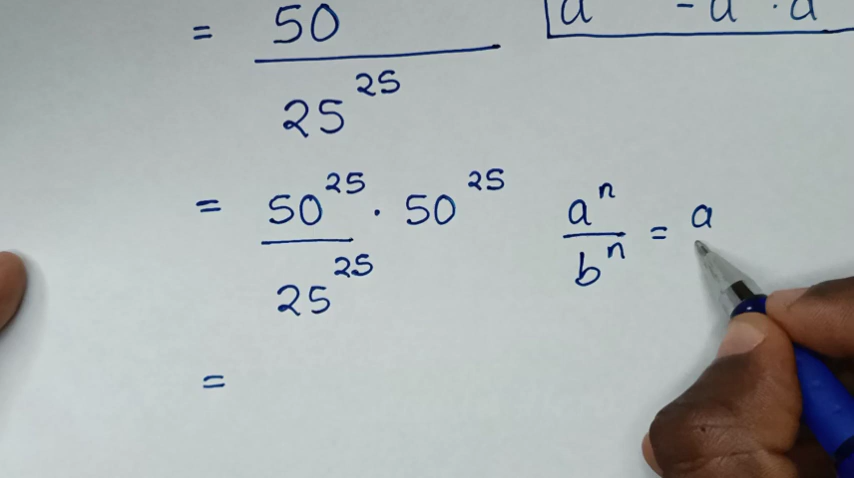 = 50 / 25^25
a - a · a
= 50^25 / 25^25 · 50^25
a^n / b^n = a
=